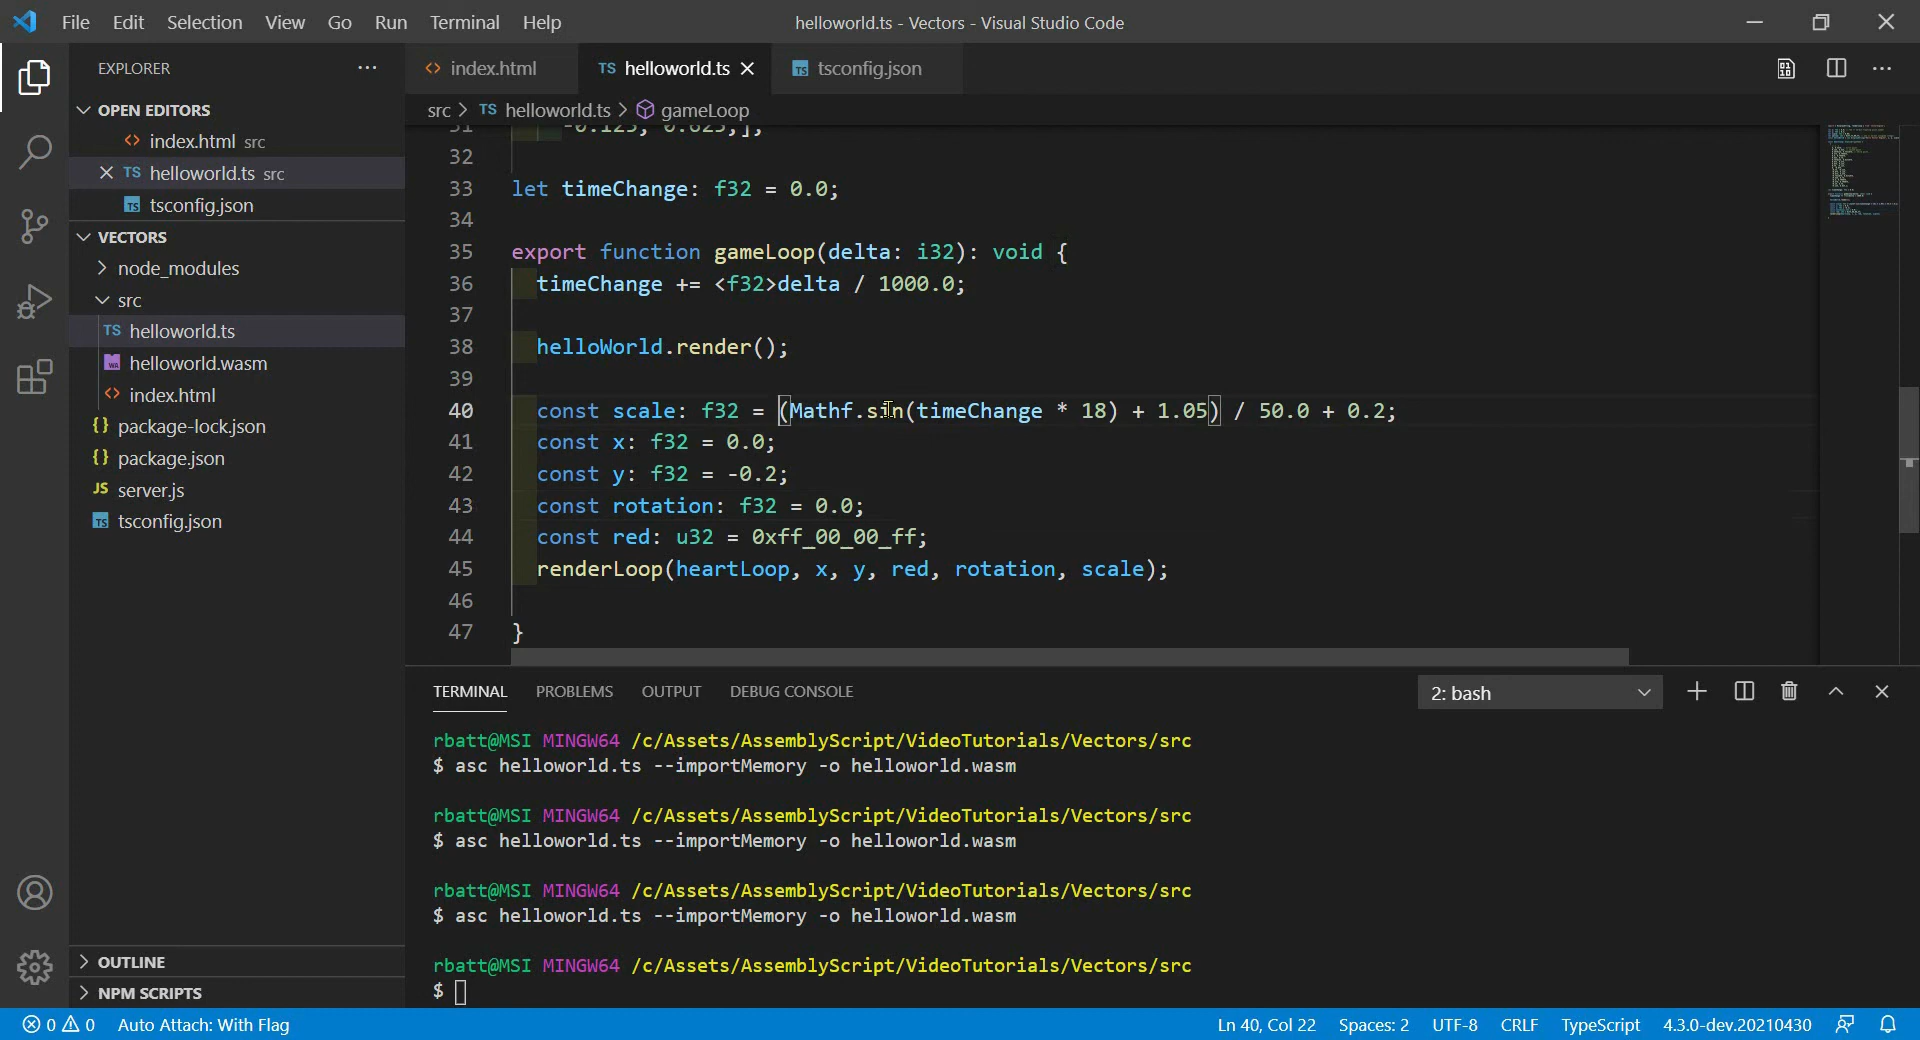 File Edit Selection View Go Run Terminal Help
helloworld.ts - Vectors - Visual Studio Code
EXPLORER
OPEN EDITORS
index.html src
TS helloworld.ts src
TS tsconfig.json
VECTORS
node_modules
src
TS helloworld.ts
WA helloworld.wasm
index.html
{} package-lock.json
{} package.json
JS server.js
TS tsconfig.json
OUTLINE
NPM SCRIPTS
index.html
TS helloworld.ts
TS tsconfig.json
src > TS helloworld.ts > gameLoop
31 -0.125, 0.625,];
32
33 let timeChange: f32 = 0.0;
34
35 export function gameLoop(delta: i32): void {
36 timeChange += <f32>delta / 1000.0;
37
38 helloWorld.render();
39
40 const scale: f32 = (Mathf.sin(timeChange * 18) + 1.05) / 50.0 + 0.2;
41 const x: f32 = 0.0;
42 const y: f32 = -0.2;
43 const rotation: f32 = 0.0;
44 const red: u32 = 0xff_00_00_ff;
45 renderLoop(heartLoop, x, y, red, rotation, scale);
46
47 }
TERMINAL PROBLEMS OUTPUT DEBUG CONSOLE
2: bash
rbatt@MSI MINGW64 /c/Assets/AssemblyScript/VideoTutorials/Vectors/src
$ asc helloworld.ts --importMemory -o helloworld.wasm
rbatt@MSI MINGW64 /c/Assets/AssemblyScript/VideoTutorials/Vectors/src
$ asc helloworld.ts --importMemory -o helloworld.wasm
rbatt@MSI MINGW64 /c/Assets/AssemblyScript/VideoTutorials/Vectors/src
$ asc helloworld.ts --importMemory -o helloworld.wasm
rbatt@MSI MINGW64 /c/Assets/AssemblyScript/VideoTutorials/Vectors/src
$
0 0 Auto Attach: With Flag
Ln 40, Col 22 Spaces: 2 UTF-8 CRLF TypeScript 4.3.0-dev.20210430